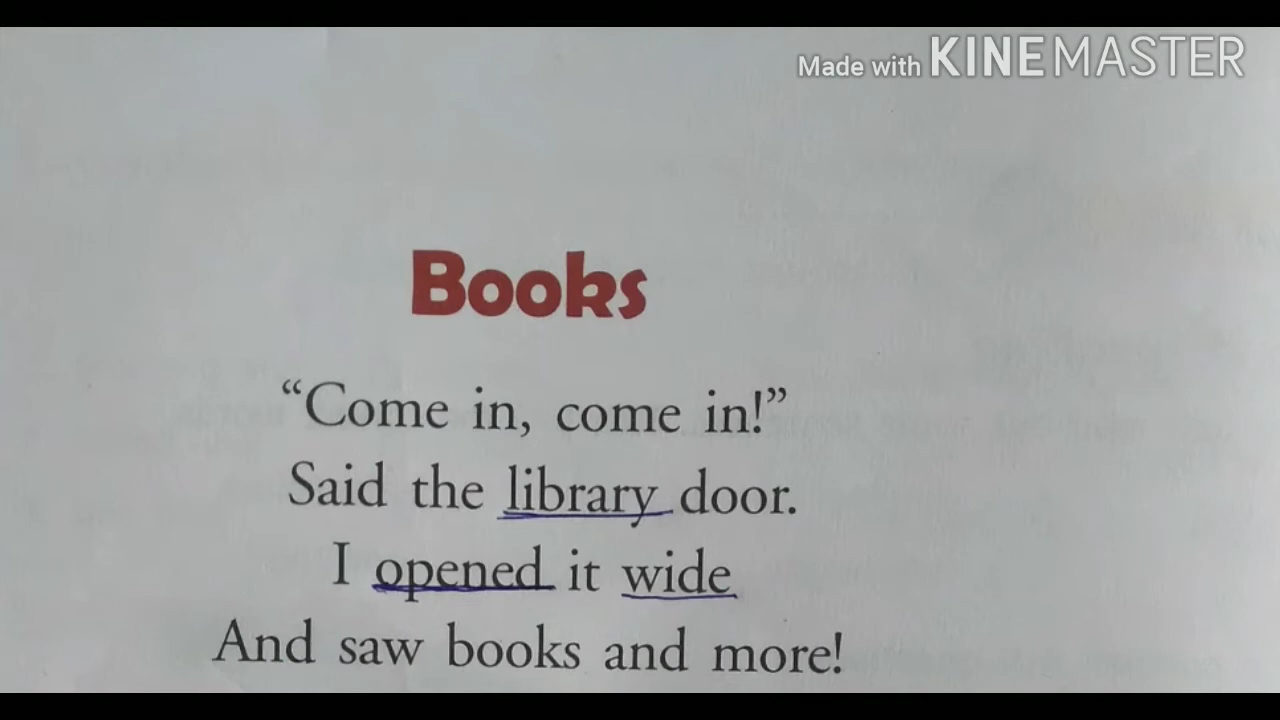 Made with KINEMASTER
Books
“Come in, come in!”
Said the library door.
I opened it wide
And saw books and more!